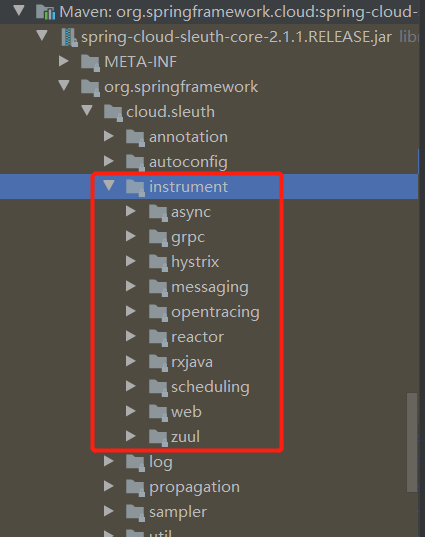 Maven: org.springframework.cloud:spring-cloud-
spring-cloud-sleuth-core-2.1.1.RELEASE.jar libr
META-INF
org.springframework
cloud.sleuth
annotation
autoconfig
instrument
async
grpc
hystrix
messaging
opentracing
reactor
rxjava
scheduling
web
zuul
log
propagation
sampler
util